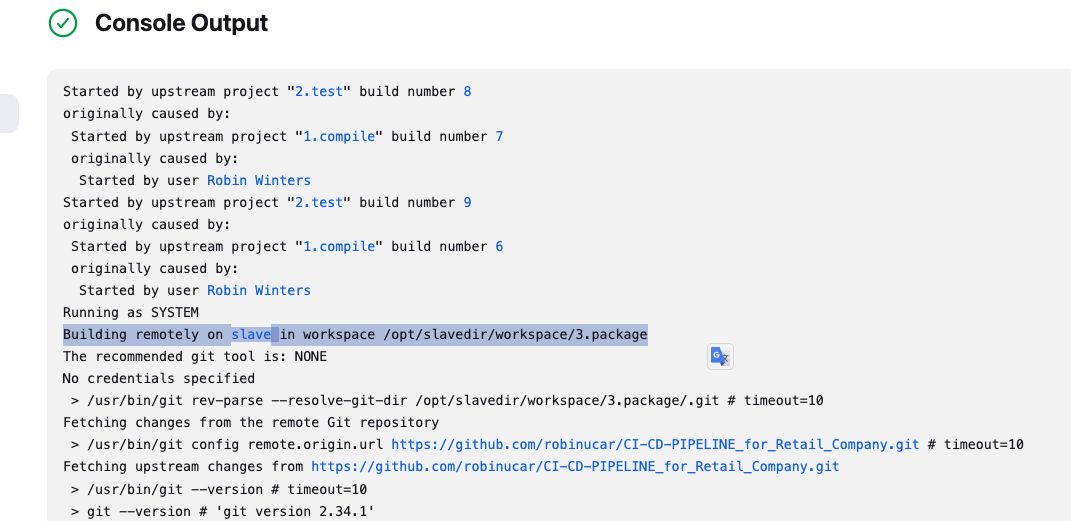 Console Output
Started by upstream project "2.test" build number 8
originally caused by:
Started by upstream project "1.compile" build number 7
originally caused by:
Started by user Robin Winters
Started by upstream project "2.test" build number 9
originally caused by:
Started by upstream project "1.compile" build number 6
originally caused by:
Started by user Robin Winters
Running as SYSTEM
Building remotely on slave in workspace /opt/slavedir/workspace/3.package
The recommended git tool is: NONE
No credentials specified
> /usr/bin/git rev-parse --resolve-git-dir /opt/slavedir/workspace/3.package/.git # timeout=10
Fetching changes from the remote Git repository
> /usr/bin/git config remote.origin.url https://github.com/robinucar/CI-CD-PIPELINE_for_Retail_Company.git # timeout=10
Fetching upstream changes from https://github.com/robinucar/CI-CD-PIPELINE_for_Retail_Company.git
> /usr/bin/git --version # timeout=10
> git --version # 'git version 2.34.1'